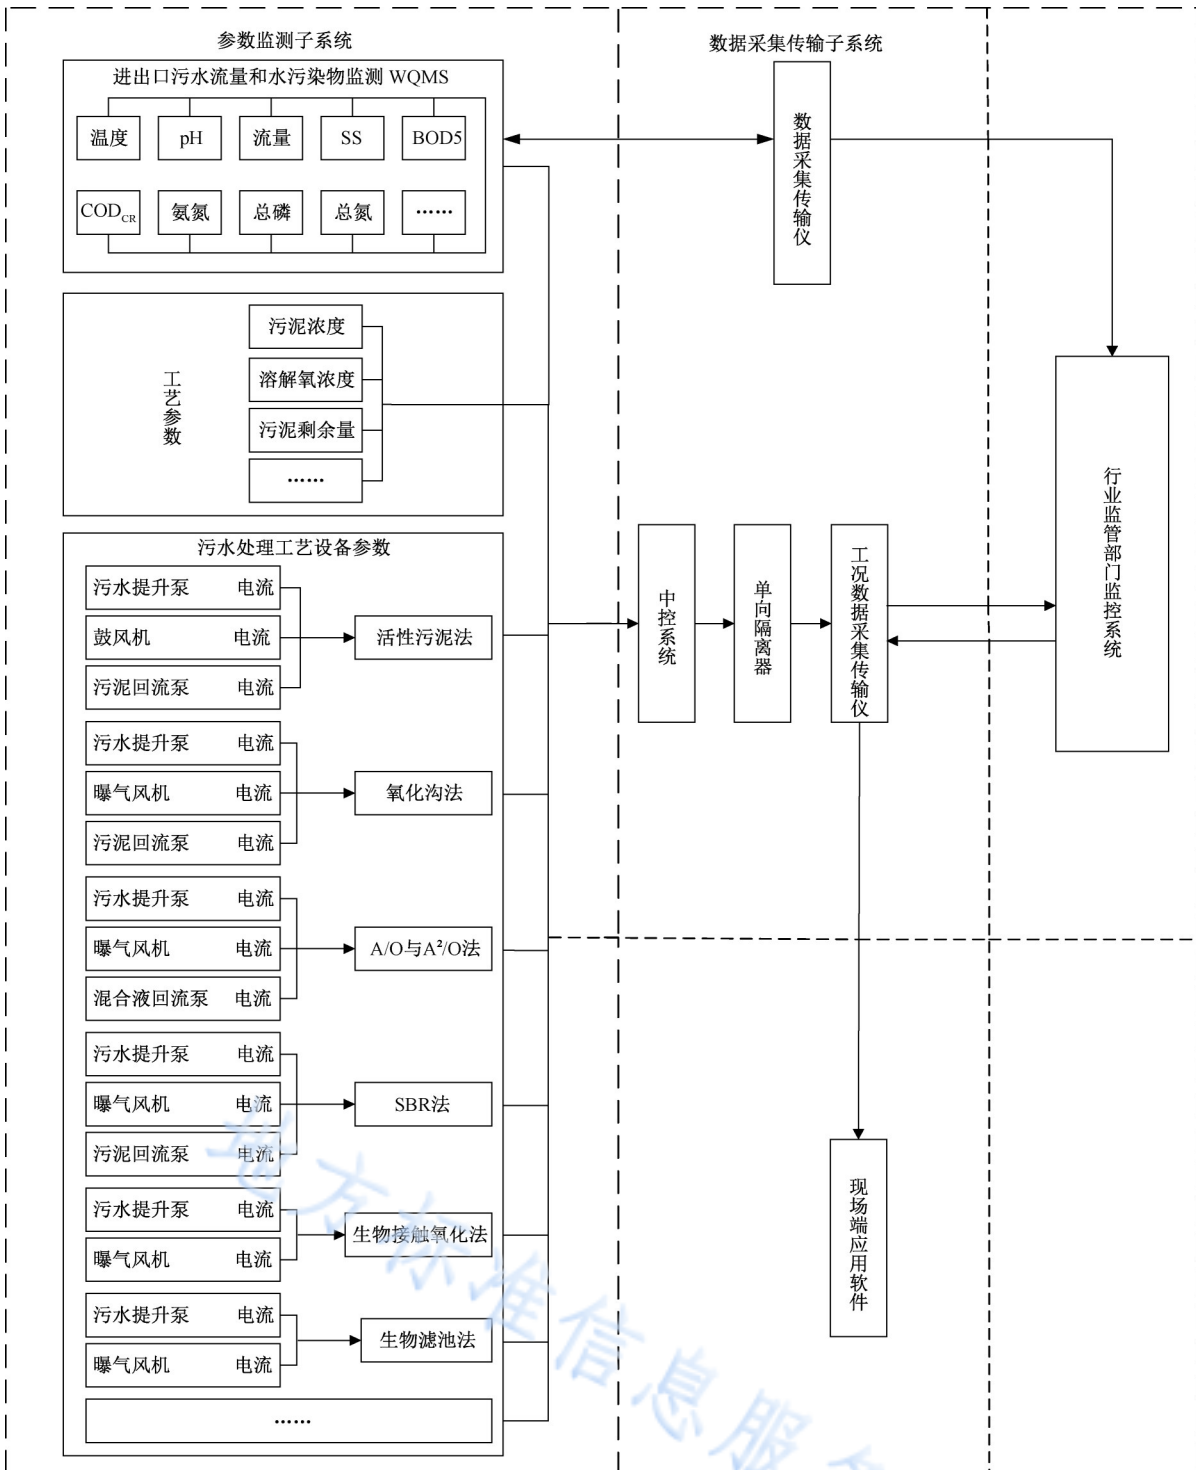 参数监测子系统
数据采集传输子系统
进出口污水流量和水污染物监测 WQMS
温度
pH
流量
SS
BOD5
COD_CR
氨氮
总磷
总氮
……
数据采集传输仪
工艺参数
污泥浓度
溶解氧浓度
污泥剩余量
……
行业监管部门监控系统
污水处理工艺设备参数
污水提升泵 电流
鼓风机 电流
污泥回流泵 电流
活性污泥法
中控系统
单向隔离器
工况数据采集传输仪
污水提升泵 电流
曝气风机 电流
污泥回流泵 电流
氧化沟法
污水提升泵 电流
曝气风机 电流
混合液回流泵 电流
A/O与A²/O法
污水提升泵 电流
曝气风机 电流
污泥回流泵 电流
SBR法
现场端应用软件
污水提升泵 电流
曝气风机 电流
生物接触氧化法
污水提升泵 电流
曝气风机 电流
生物滤池法
……
地方标准信息服